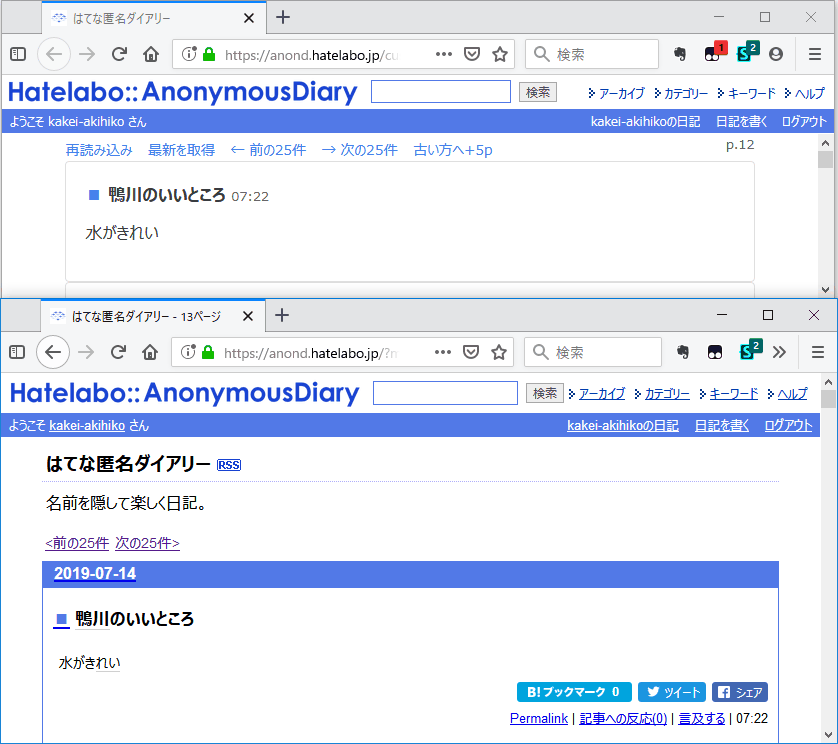 はてな匿名ダイアリー
https://anond.hatelabo.jp/cu
検索
1
2
Hatelabo::AnonymousDiary
検索
アーカイブ
カテゴリー
キーワード
ヘルプ
ようこそ kakei-akihiko さん
kakei-akihikoの日記 日記を書く ログアウト
再読み込み 最新を取得 ← 前の25件 → 次の25件 古い方へ+5p
p.12
■ 鴨川のいいところ 07:22
水がきれい
はてな匿名ダイアリー - 13ページ
https://anond.hatelabo.jp/?m
検索
2
Hatelabo::AnonymousDiary
検索
アーカイブ
カテゴリー
キーワード
ヘルプ
ようこそ kakei-akihiko さん
kakei-akihikoの日記 日記を書く ログアウト
はてな匿名ダイアリー RSS
名前を隠して楽しく日記。
<前の25件 次の25件>
2019-07-14
■ 鴨川のいいところ
水がきれい
B!ブックマーク 0 ツイート シェア
Permalink | 記事への反応(0) | 言及する | 07:22